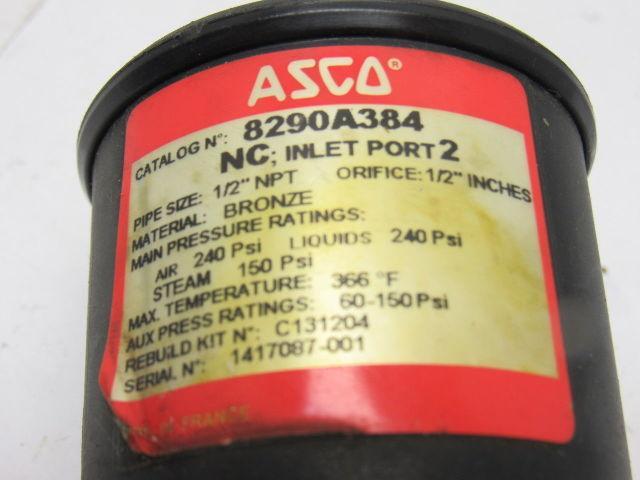 ASCO®
CATALOG N°: 8290A384
NC; INLET PORT 2
PIPE SIZE: 1/2" NPT ORIFICE: 1/2" INCHES
MATERIAL: BRONZE
MAIN PRESSURE RATINGS:
AIR 240 Psi LIQUIDS 240 Psi
STEAM 150 Psi
MAX. TEMPERATURE: 366 °F
AUX PRESS RATINGS: 60-150 Psi
REBUILD KIT N°: C131204
SERIAL N°: 1417087-001
FRANCE